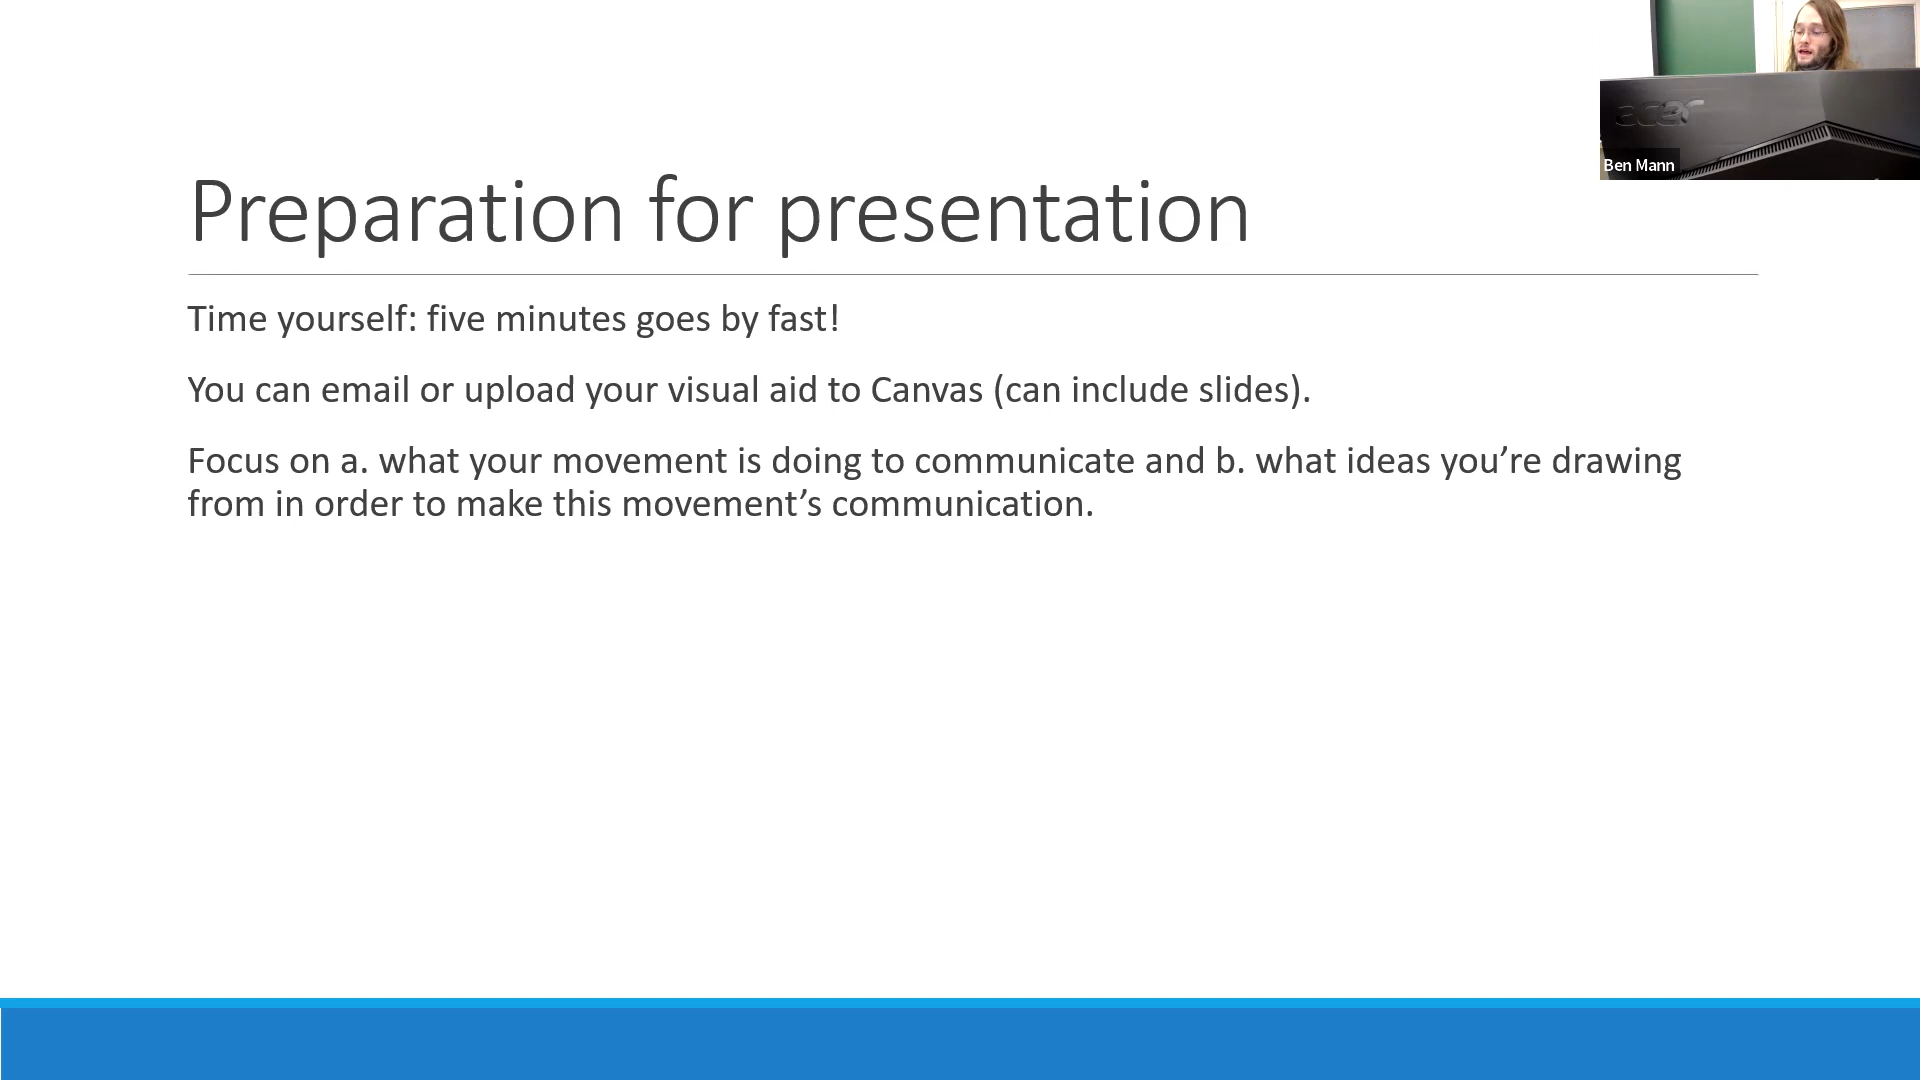 Preparation for presentation
Time yourself: five minutes goes by fast!
You can email or upload your visual aid to Canvas (can include slides).
Focus on a. what your movement is doing to communicate and b. what ideas you’re drawing
from in order to make this movement’s communication.
acer
Ben Mann